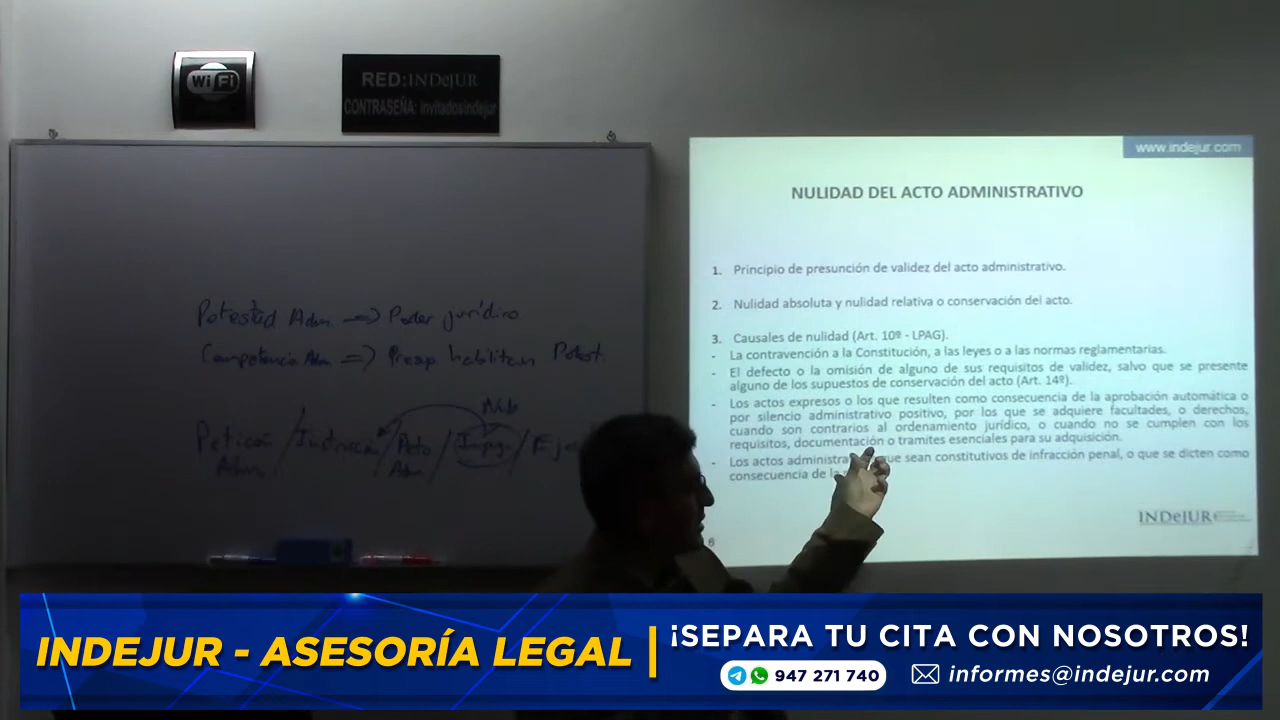 WiFi
RED: INDeJUR
CONTRASEÑA: invitadosindejur
Potestad Adm. => Poder jurídico
Competencia Adm => Presup. habilitan Potest.
Nub
Petición / Instrucción / Acto / Impug / Ejec
Adm. Adm
www.indejur.com
NULIDAD DEL ACTO ADMINISTRATIVO
1. Principio de presunción de validez del acto administrativo.
2. Nulidad absoluta y nulidad relativa o conservación del acto.
3. Causales de nulidad (Art. 10º - LPAG).
- La contravención a la Constitución, a las leyes o a las normas reglamentarias.
- El defecto o la omisión de alguno de sus requisitos de validez, salvo que se presente
alguno de los supuestos de conservación del acto (Art. 14º).
- Los actos expresos o los que resulten como consecuencia de la aprobación automática o
por silencio administrativo positivo, por los que se adquiere facultades, o derechos,
cuando son contrarios al ordenamiento jurídico, o cuando no se cumplen con los
requisitos, documentación o tramites esenciales para su adquisición.
- Los actos administra que sean constitutivos de infracción penal, o que se dicten como
consecuencia de la
INDeJUR
INDEJUR - ASESORÍA LEGAL
¡SEPARA TU CITA CON NOSOTROS!
947 271 740
informes@indejur.com